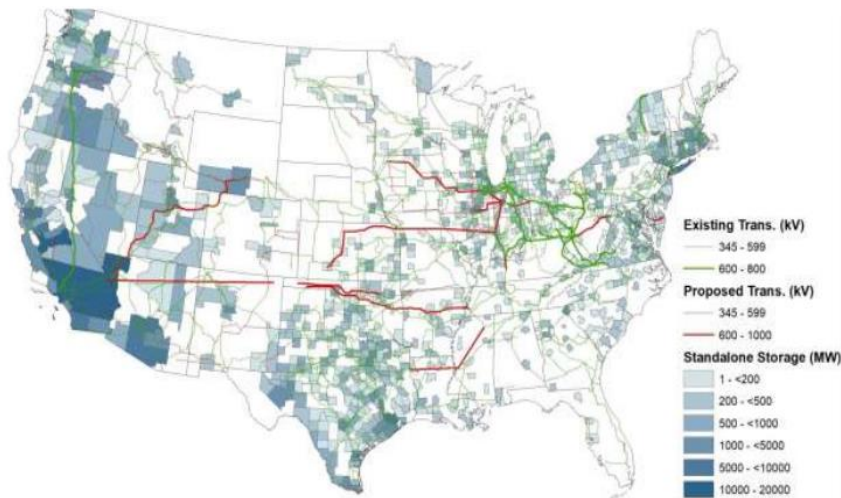 Existing Trans. (kV)
345 - 599
600 - 800
Proposed Trans. (kV)
345 - 599
600 - 1000
Standalone Storage (MW)
1 - <200
200 - <500
500 - <1000
1000 - <5000
5000 - <10000
10000 - 20000